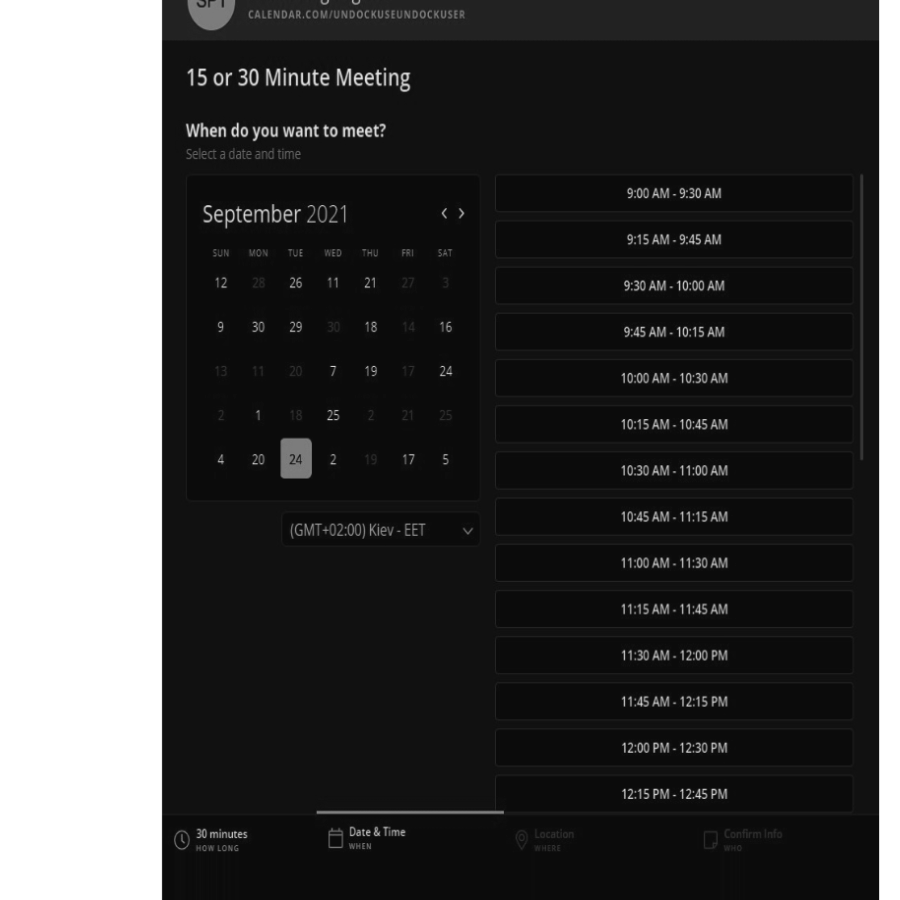 CALENDAR.COM/UNDOCKUSEUNDOCKUSER
15 or 30 Minute Meeting
When do you want to meet?
Select a date and time
September 2021
SUN MON TUE WED THU FRI SAT
12 28 26 11 21 27 3
9 30 29 30 18 14 16
13 11 20 7 19 17 24
2 1 18 25 2 21 25
4 20 24 2 19 17 5
(GMT+02:00) Kiev - EET
9:00 AM - 9:30 AM
9:15 AM - 9:45 AM
9:30 AM - 10:00 AM
9:45 AM - 10:15 AM
10:00 AM - 10:30 AM
10:15 AM - 10:45 AM
10:30 AM - 11:00 AM
10:45 AM - 11:15 AM
11:00 AM - 11:30 AM
11:15 AM - 11:45 AM
11:30 AM - 12:00 PM
11:45 AM - 12:15 PM
12:00 PM - 12:30 PM
12:15 PM - 12:45 PM
30 minutes
HOW LONG
Date & Time
WHEN
Location
WHERE
Confirm Info
WHO